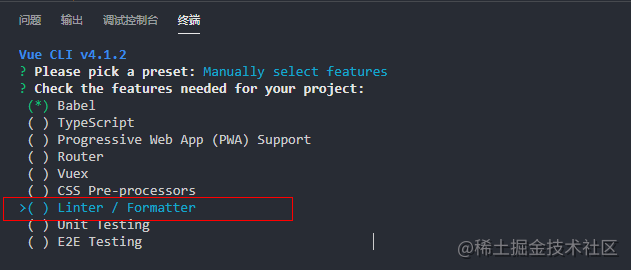 问题 输出 调试控制台 终端
Vue CLI v4.1.2
? Please pick a preset: Manually select features
? Check the features needed for your project:
(*) Babel
( ) TypeScript
( ) Progressive Web App (PWA) Support
( ) Router
( ) Vuex
( ) CSS Pre-processors
>( ) Linter / Formatter
( ) Unit Testing
( ) E2E Testing
@稀土掘金技术社区